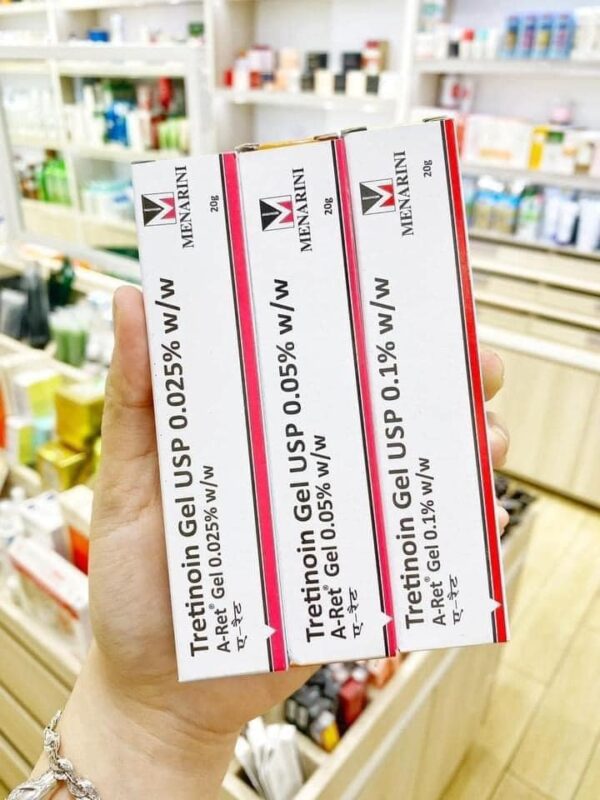 MENARINI
20g
Tretinoin Gel USP 0.025% w/w
A-Ret® Gel 0.025% w/w
ए-रेट
MENARINI
20g
Tretinoin Gel USP 0.05% w/w
A-Ret® Gel 0.05% w/w
ए-रेट
MENARINI
20g
Tretinoin Gel USP 0.1% w/w
A-Ret® Gel 0.1% w/w
ए-रेट